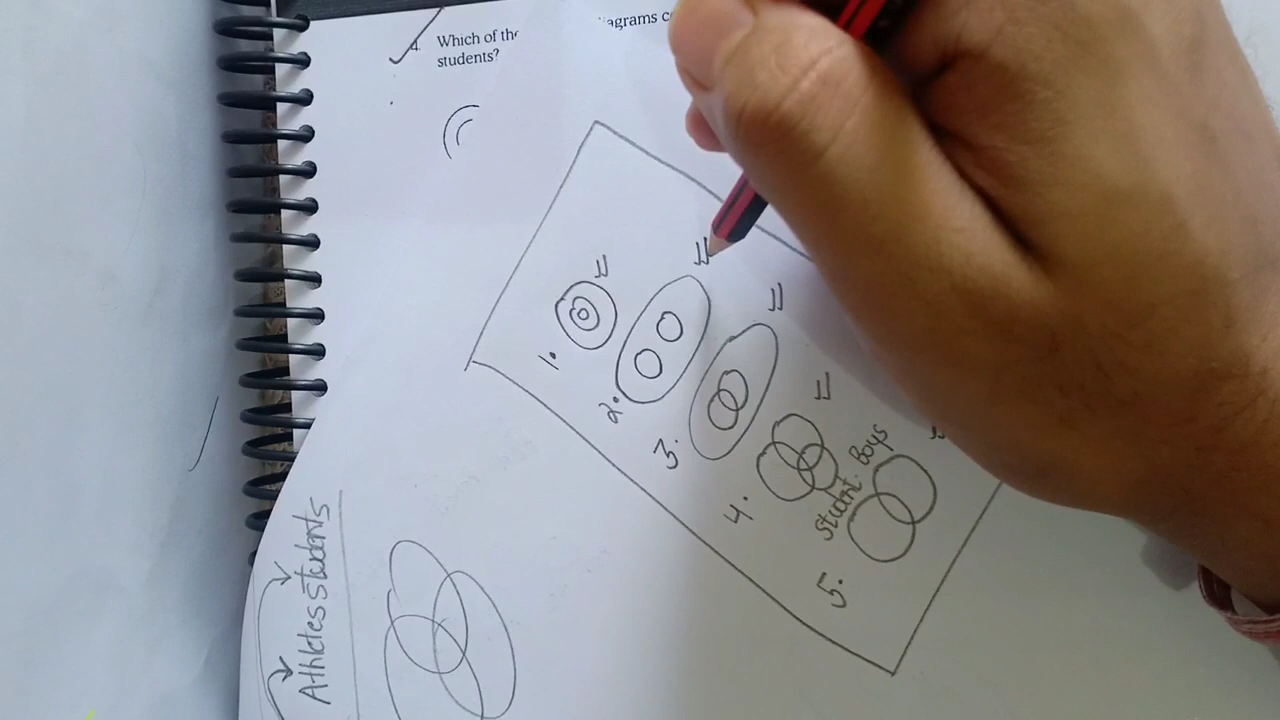 4. Which of the
agrams c
students?
1.
2.
3.
4.
student Boys
5.
Athletes students